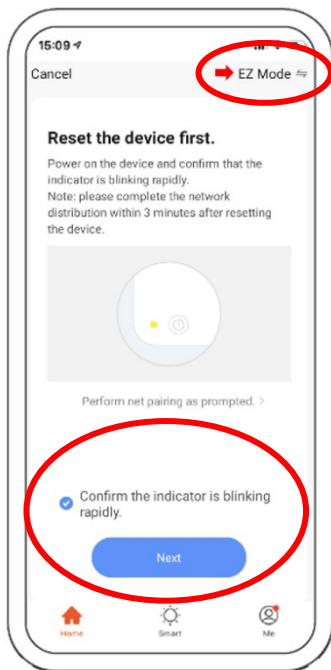 15:09
Cancel
EZ Mode
Reset the device first.
Power on the device and confirm that the
indicator is blinking rapidly.
Note: please complete the network
distribution within 3 minutes after resetting
the device.
Perform net pairing as prompted. >
Confirm the indicator is blinking
rapidly.
Next
Home
Smart
Me